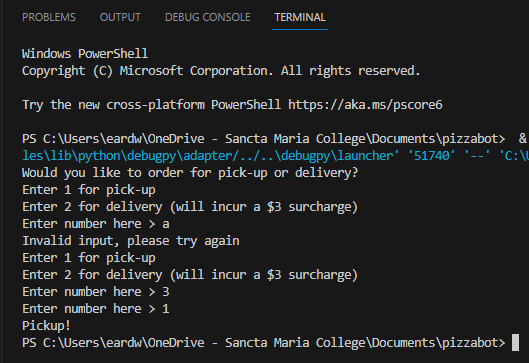 PROBLEMS OUTPUT DEBUG CONSOLE TERMINAL
Windows PowerShell
Copyright (C) Microsoft Corporation. All rights reserved.
Try the new cross-platform PowerShell https://aka.ms/pscore6
PS C:\Users\eardw\OneDrive - Sancta Maria College\Documents\pizzabot>  &
les\lib\python\debugpy\adapter/../..\debugpy\launcher' '51740' '--' 'C:\U
Would you like to order for pick-up or delivery?
Enter 1 for pick-up
Enter 2 for delivery (will incur a $3 surcharge)
Enter number here > a
Invalid input, please try again
Enter 1 for pick-up
Enter 2 for delivery (will incur a $3 surcharge)
Enter number here > 3
Enter number here > 1
Pickup!
PS C:\Users\eardw\OneDrive - Sancta Maria College\Documents\pizzabot>